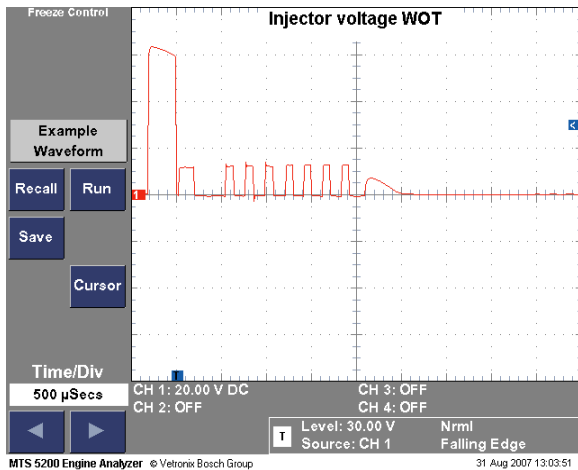 Freeze Control
Injector voltage WOT
Example
Waveform
Recall
Run
1
Save
Cursor
T
Time/Div
500 µSecs
CH 1: 20.00 V DC
CH 3: OFF
CH 2: OFF
CH 4: OFF
T
Level: 30.00 V
Nrml
Source: CH 1
Falling Edge
MTS 5200 Engine Analyzer © Vetronix Bosch Group
31 Aug 2007 13:03:51